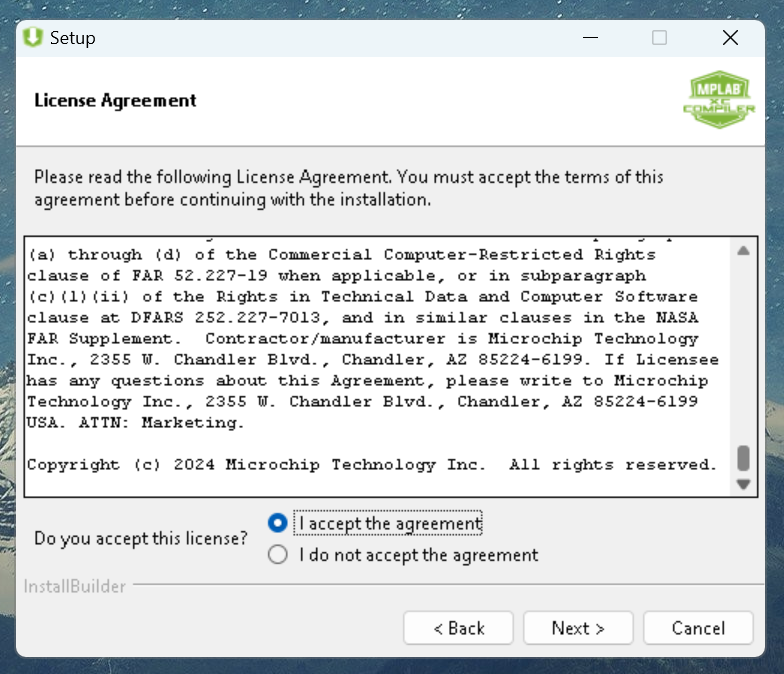 Setup
License Agreement
MPLAB
XC
COMPILER
Please read the following License Agreement. You must accept the terms of this
agreement before continuing with the installation.
(a) through (d) of the Commercial Computer-Restricted Rights
clause of FAR 52.227-19 when applicable, or in subparagraph
(c)(1)(ii) of the Rights in Technical Data and Computer Software
clause at DFARS 252.227-7013, and in similar clauses in the NASA
FAR Supplement.  Contractor/manufacturer is Microchip Technology
Inc., 2355 W. Chandler Blvd., Chandler, AZ 85224-6199. If Licensee
has any questions about this Agreement, please write to Microchip
Technology Inc., 2355 W. Chandler Blvd., Chandler, AZ 85224-6199
USA. ATTN: Marketing.
Copyright (c) 2024 Microchip Technology Inc.  All rights reserved.
Do you accept this license?
I accept the agreement
I do not accept the agreement
InstallBuilder
< Back
Next >
Cancel